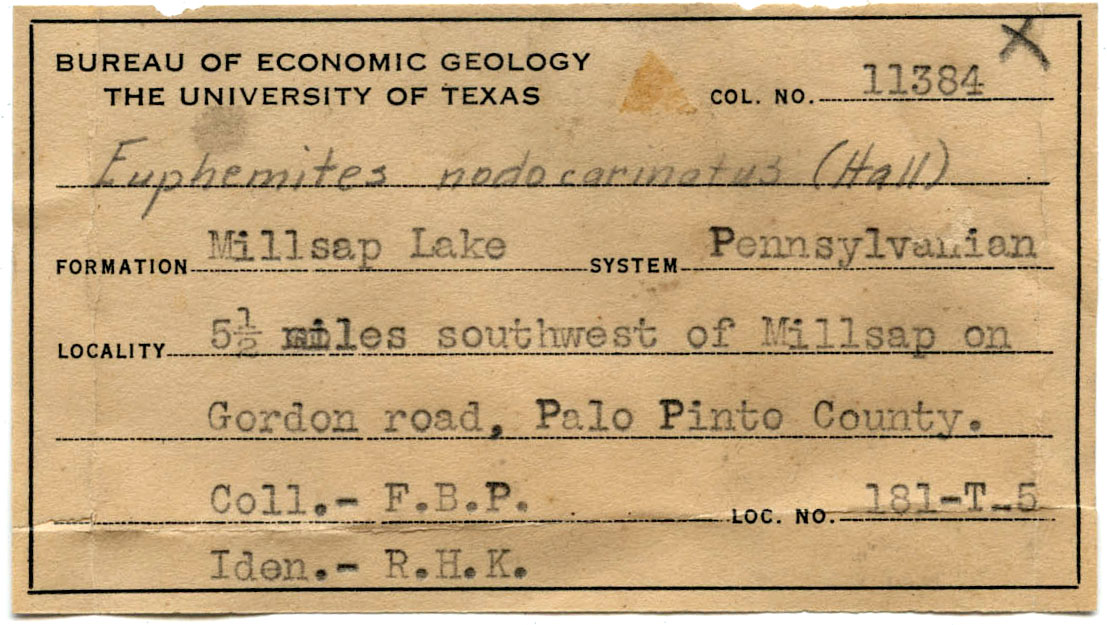 BUREAU OF ECONOMIC GEOLOGY
THE UNIVERSITY OF TEXAS
COL. NO. 11384 X
Euphemites nodocarinatus (Hall)
FORMATION Millsap Lake SYSTEM Pennsylvanian
LOCALITY 5½ miles southwest of Millsap on
Gordon road, Palo Pinto County.
Coll.- F.B.P. LOC. NO. 181-T-5
Iden.- R.H.K.